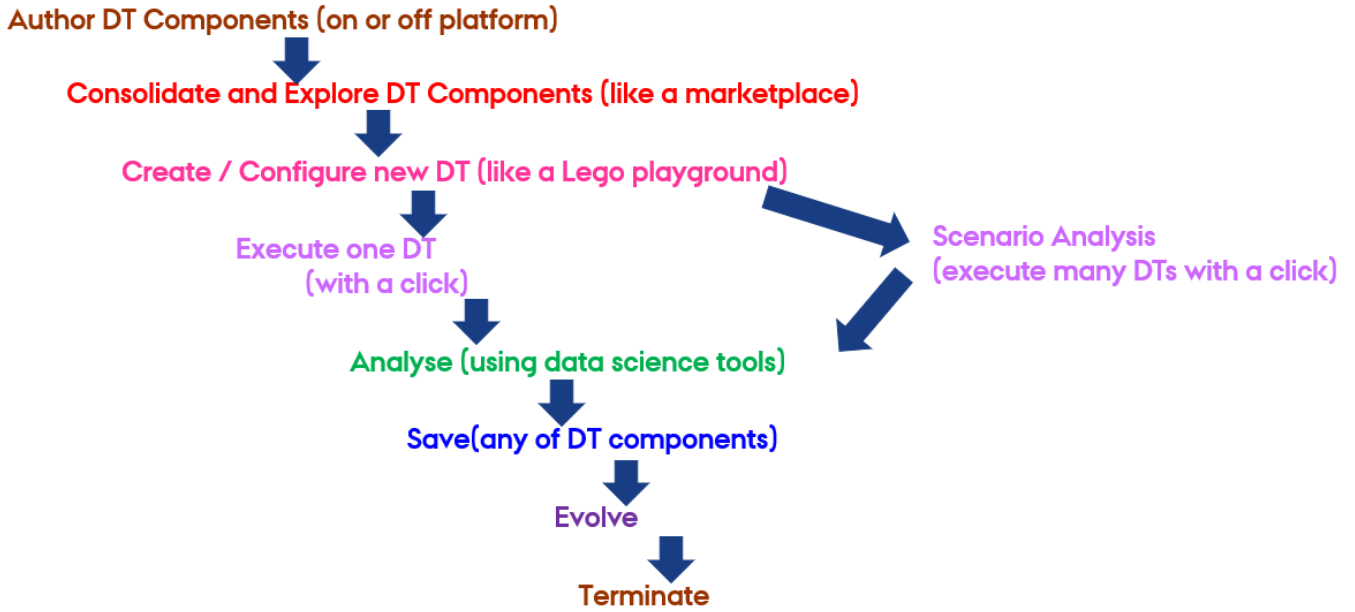 Author DT Components (on or off platform)
Consolidate and Explore DT Components (like a marketplace)
Create / Configure new DT (like a Lego playground)
Execute one DT
(with a click)
Scenario Analysis
(execute many DTs with a click)
Analyse (using data science tools)
Save(any of DT components)
Evolve
Terminate